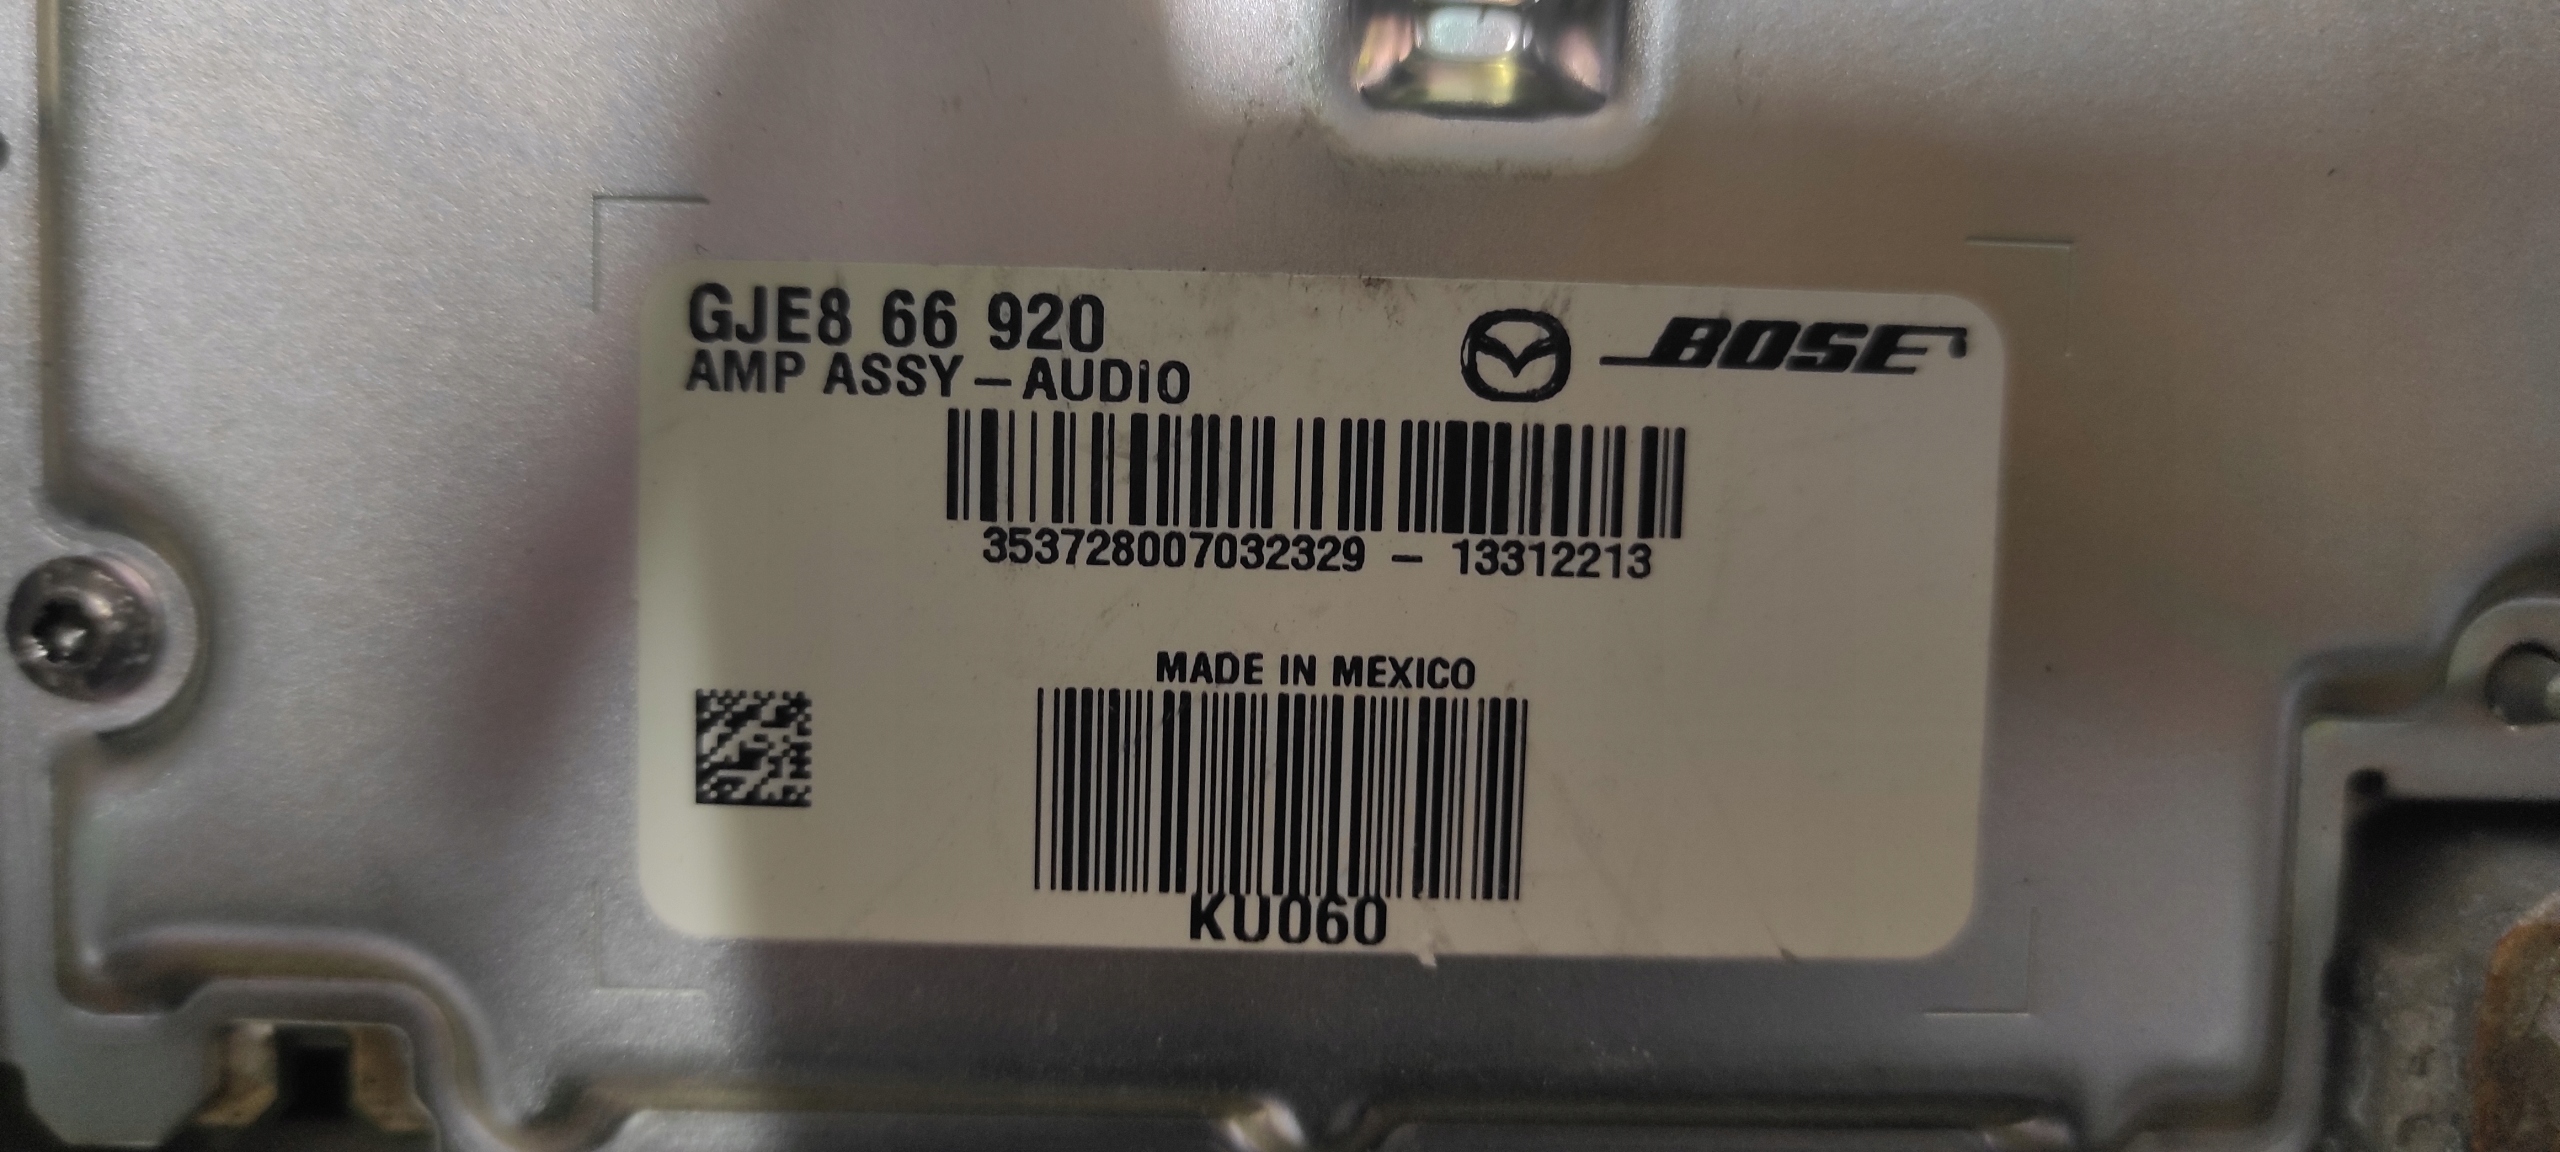 GJE8 66 920
AMP ASSY – AUDIO
BOSE
353728007032329 – 13312213
MADE IN MEXICO
KU060